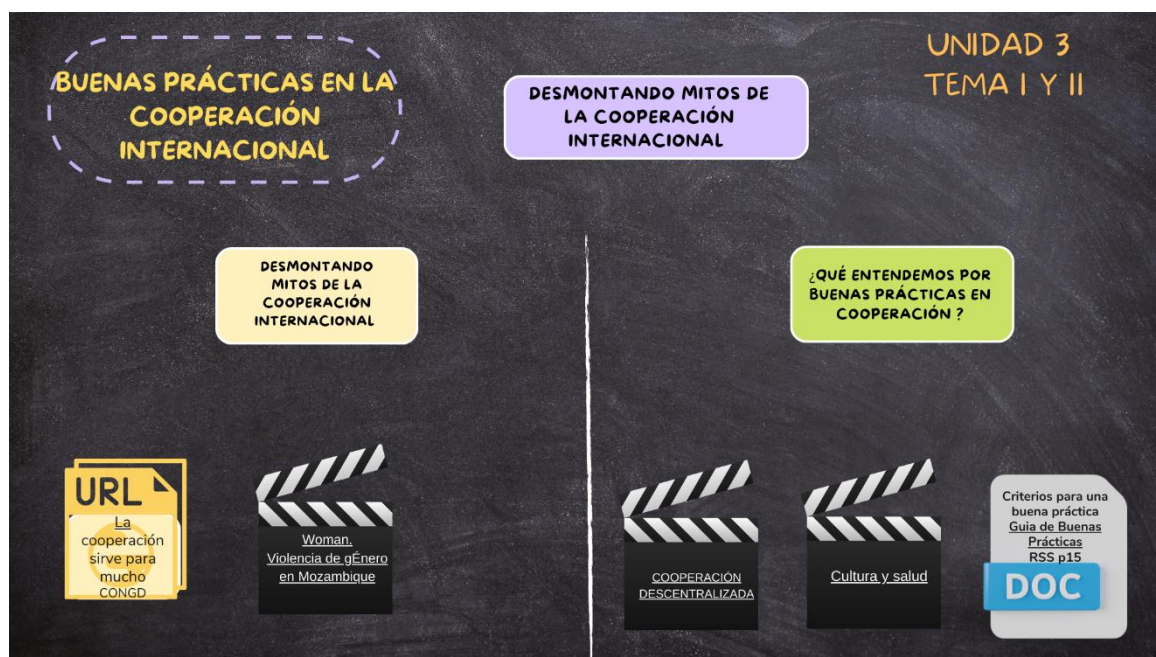 BUENAS PRÁCTICAS EN LA
COOPERACIÓN
INTERNACIONAL
DESMONTANDO MITOS DE
LA COOPERACIÓN
INTERNACIONAL
UNIDAD 3
TEMA I Y II
DESMONTANDO
MITOS DE LA
COOPERACIÓN
INTERNACIONAL
¿QUÉ ENTENDEMOS POR
BUENAS PRÁCTICAS EN
COOPERACIÓN ?
URL
La
cooperación
sirve para
mucho
CONGD
Woman.
Violencia de gÉnero
en Mozambique
COOPERACIÓN
DESCENTRALIZADA
Cultura y salud
Criterios para una
buena práctica
Guia de Buenas
Prácticas
RSS p15
DOC